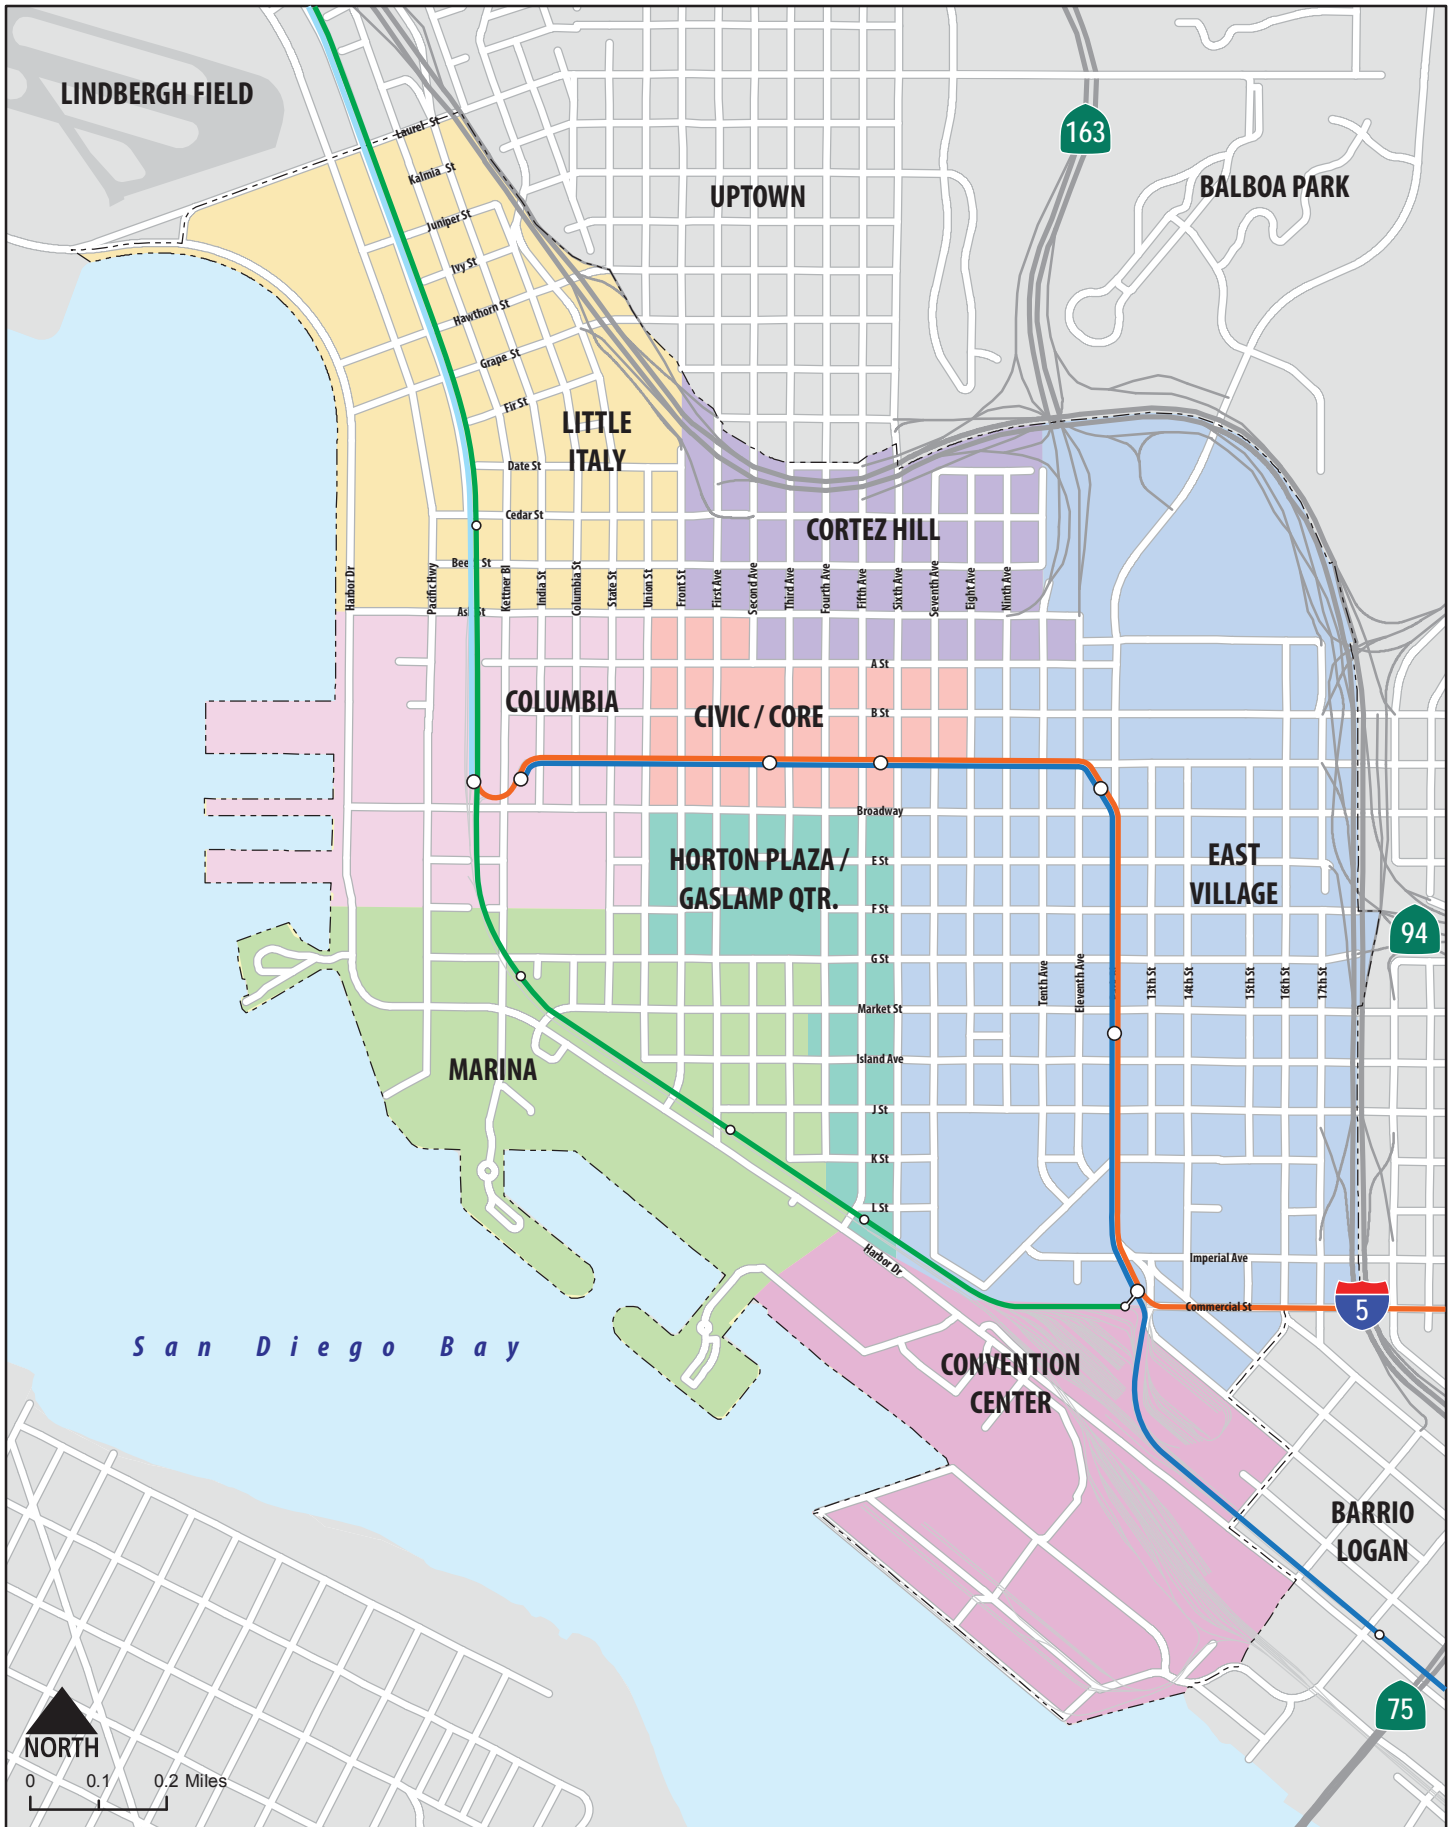 LINDBERGH FIELD
163
UPTOWN
BALBOA PARK
Laurel St
Kalmia St
Juniper St
Ivy St
Hawthorn St
Grape St
Fir St
LITTLE
ITALY
Date St
Cedar St
CORTEZ HILL
Harbor Dr
Pacific Hwy
Kettner Bl
India St
Columbia St
State St
Union St
Front St
First Ave
Second Ave
Third Ave
Fourth Ave
Fifth Ave
Sixth Ave
Seventh Ave
Eight Ave
Ninth Ave
A St
COLUMBIA
CIVIC / CORE
B St
Broadway
HORTON PLAZA /
GASLAMP QTR.
E St
EAST
VILLAGE
F St
94
G St
Tenth Ave
Eleventh Ave
13th St
14th St
15th St
16th St
17th St
Market St
Island Ave
MARINA
J St
K St
L St
Harbor Dr
Imperial Ave
Commercial St
5
San Diego Bay
CONVENTION
CENTER
BARRIO
LOGAN
75
NORTH
0 0.1 0.2 Miles